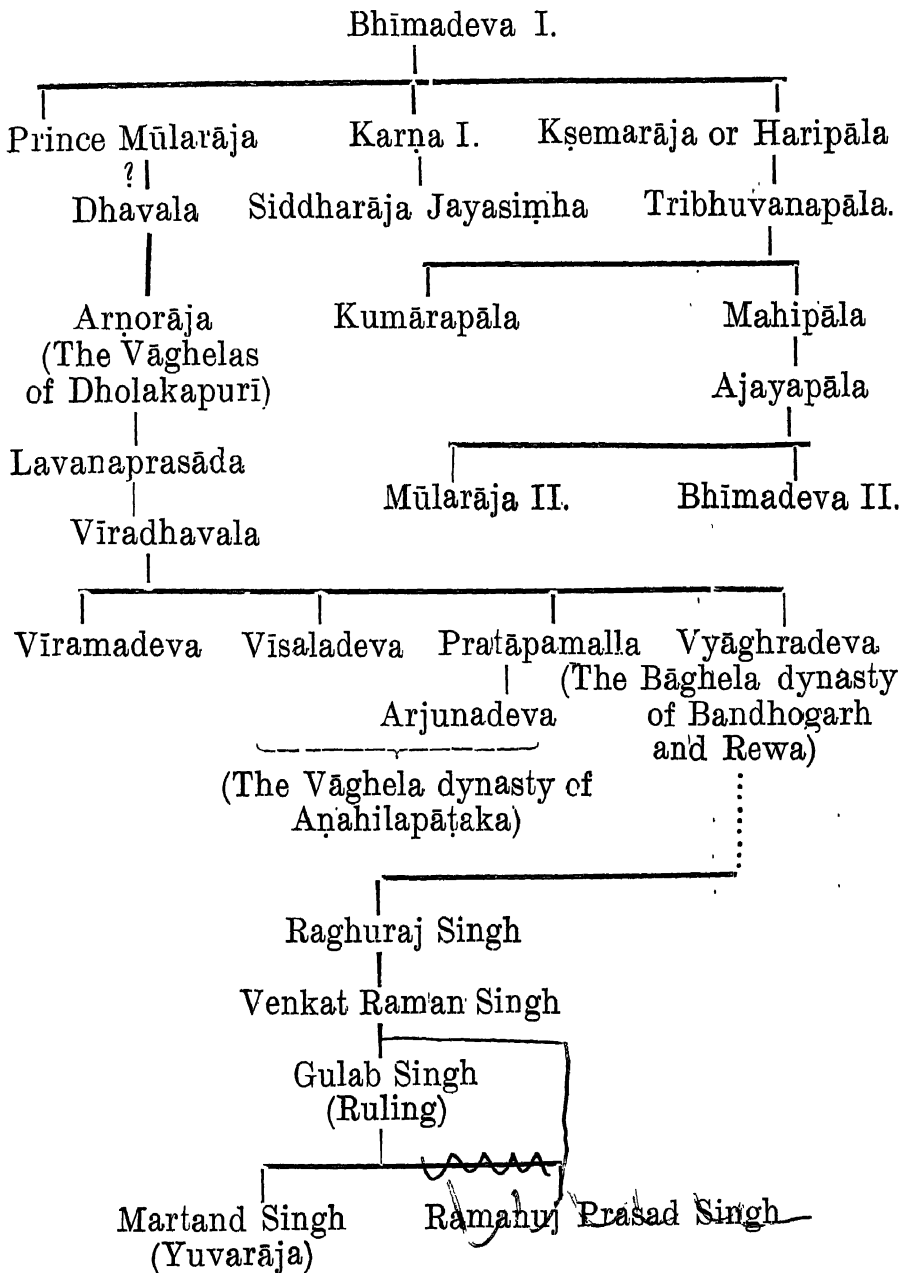 Bhīmadeva I.
Prince Mūlarāja Karṇa I. Kṣemarāja or Haripāla
?
Dhavala Siddharāja Jayasiṃha Tribhuvanapāla.
Arṇorāja Kumārapāla Mahipāla
(The Vāghelas
of Dholakapurī) Ajayapāla
Lavanaprasāda
Mūlarāja II. Bhīmadeva II.
Vīradhavala
Vīramadeva Vīsaladeva Pratāpamalla Vyāghradeva
(The Bāghela dynasty
Arjunadeva of Bandhogarh
and Rewa)
(The Vāghela dynasty of
Aṇahilapāṭaka)
Raghuraj Singh
Venkat Raman Singh
Gulab Singh
(Ruling)
Martand Singh Ramanuj Prasad Singh
(Yuvarāja)